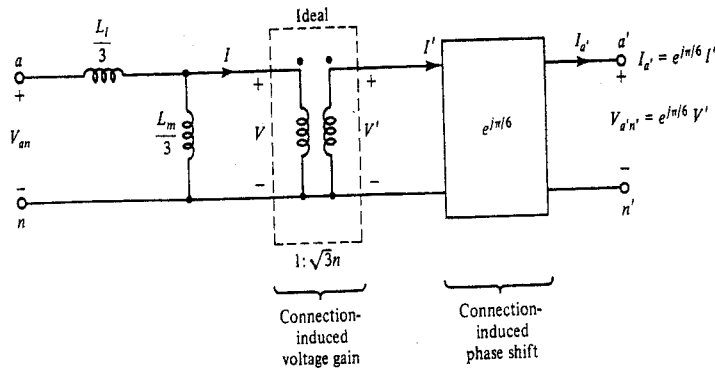 Ideal
L_l/3
a
+
V_an
−
n
L_m/3
I
+
V
−
V′
+
−
I′
e^{jπ/6}
I_a′
a′
+
−
n′
I_a′ = e^{jπ/6} I′
V_a′n′ = e^{jπ/6} V′
1:√3n
Connection-
induced
voltage gain
Connection-
induced
phase shift